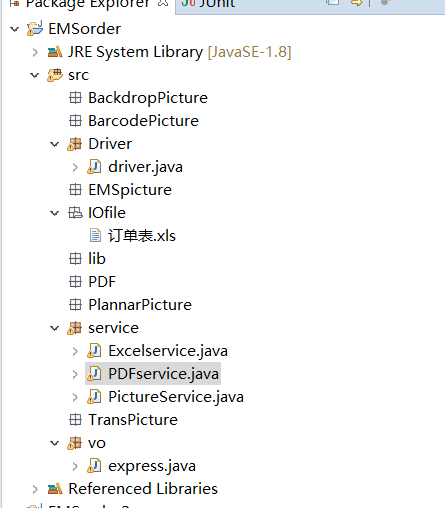 Package Explorer
JUnit
EMSorder
JRE System Library [JavaSE-1.8]
src
BackdropPicture
BarcodePicture
Driver
driver.java
EMSpicture
IOfile
订单表.xls
lib
PDF
PlannarPicture
service
Excelservice.java
PDFservice.java
PictureService.java
TransPicture
vo
express.java
Referenced Libraries